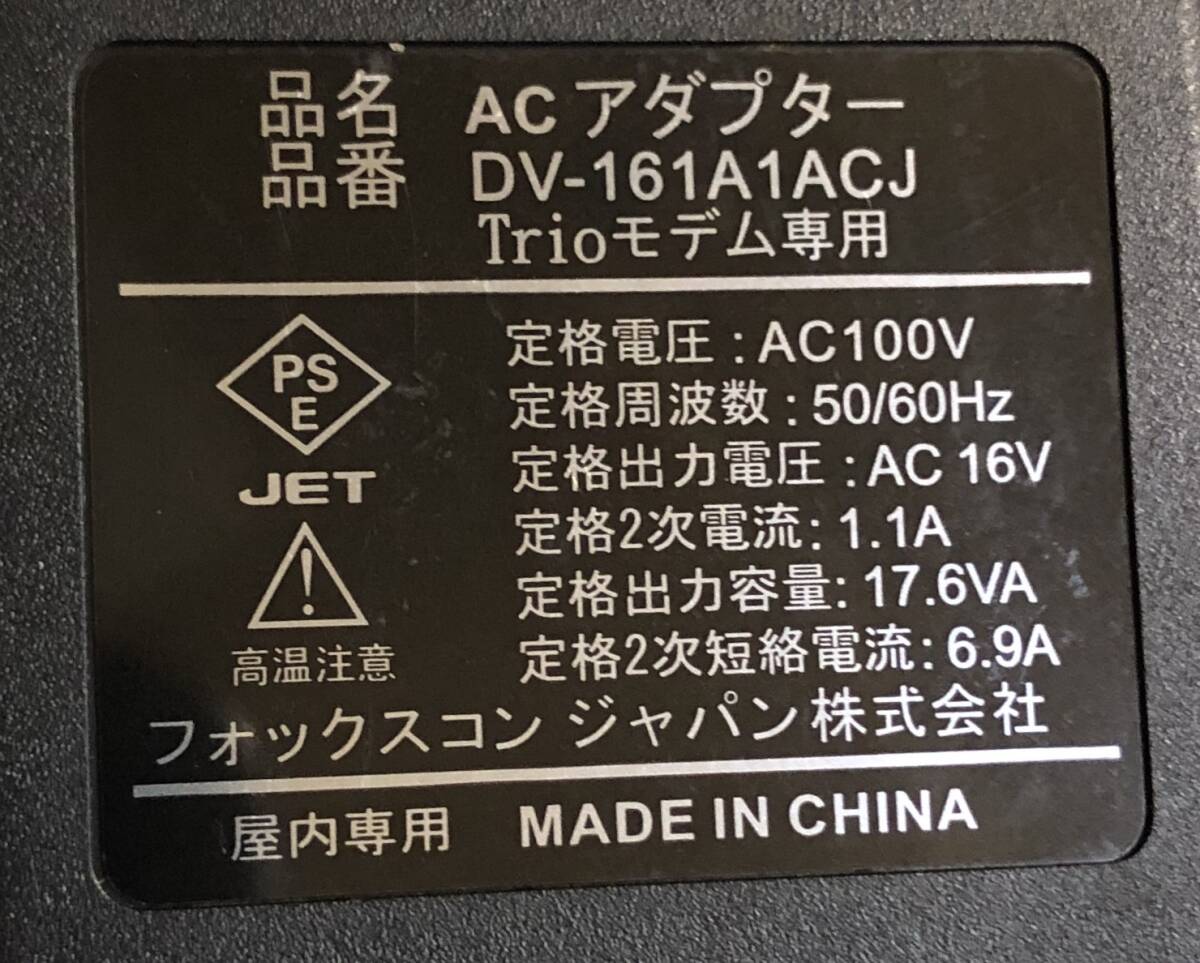 品名 ACアダプター
品番 DV-161A1ACJ
Trioモデム専用
PS
E
JET
高温注意
定格電圧:AC100V
定格周波数:50/60Hz
定格出力電圧:AC 16V
定格2次電流:1.1A
定格出力容量:17.6VA
定格2次短絡電流:6.9A
フォックスコン ジャパン株式会社
屋内専用 MADE IN CHINA